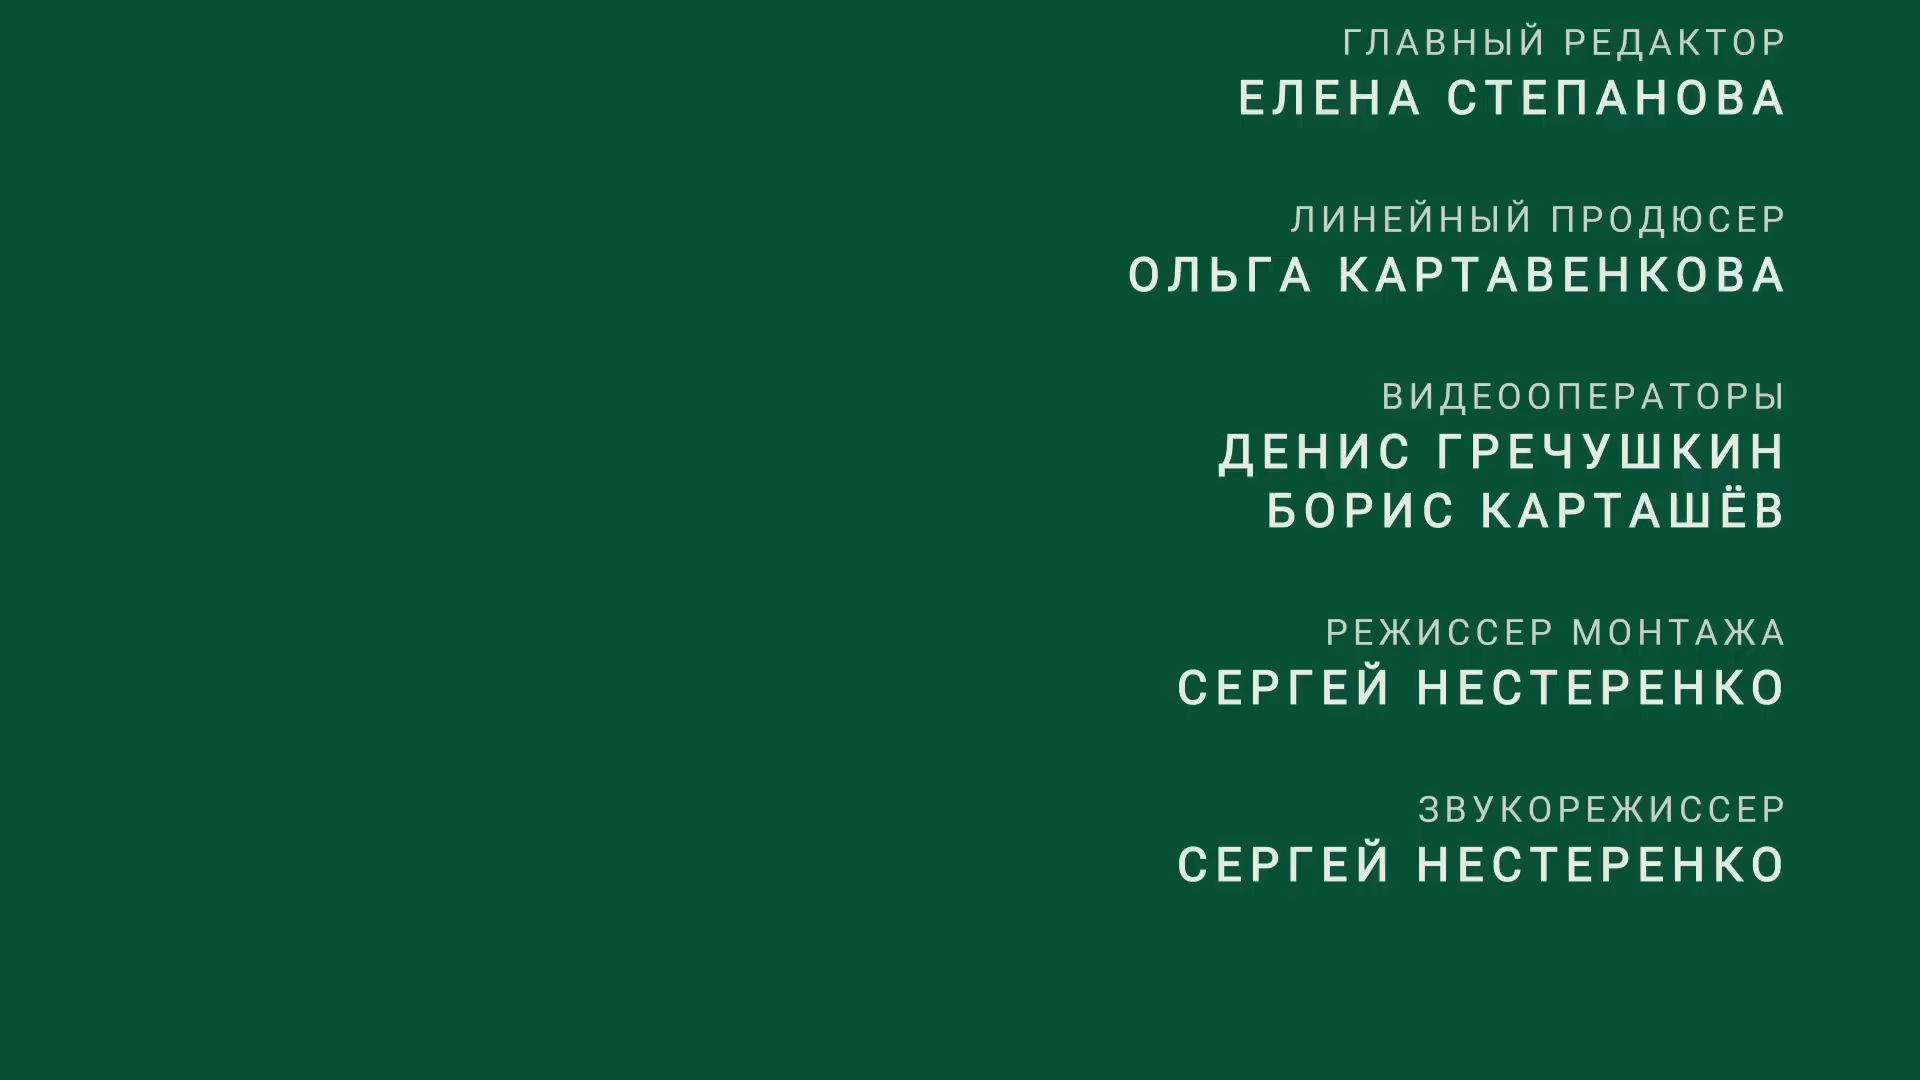 ГЛАВНЫЙ РЕДАКТОР
ЕЛЕНА СТЕПАНОВА
ЛИНЕЙНЫЙ ПРОДЮСЕР
ОЛЬГА КАРТАВЕНКОВА
ВИДЕООПЕРАТОРЫ
ДЕНИС ГРЕЧУШКИН
БОРИС КАРТАШЁВ
РЕЖИССЕР МОНТАЖА
СЕРГЕЙ НЕСТЕРЕНКО
ЗВУКОРЕЖИССЕР
СЕРГЕЙ НЕСТЕРЕНКО